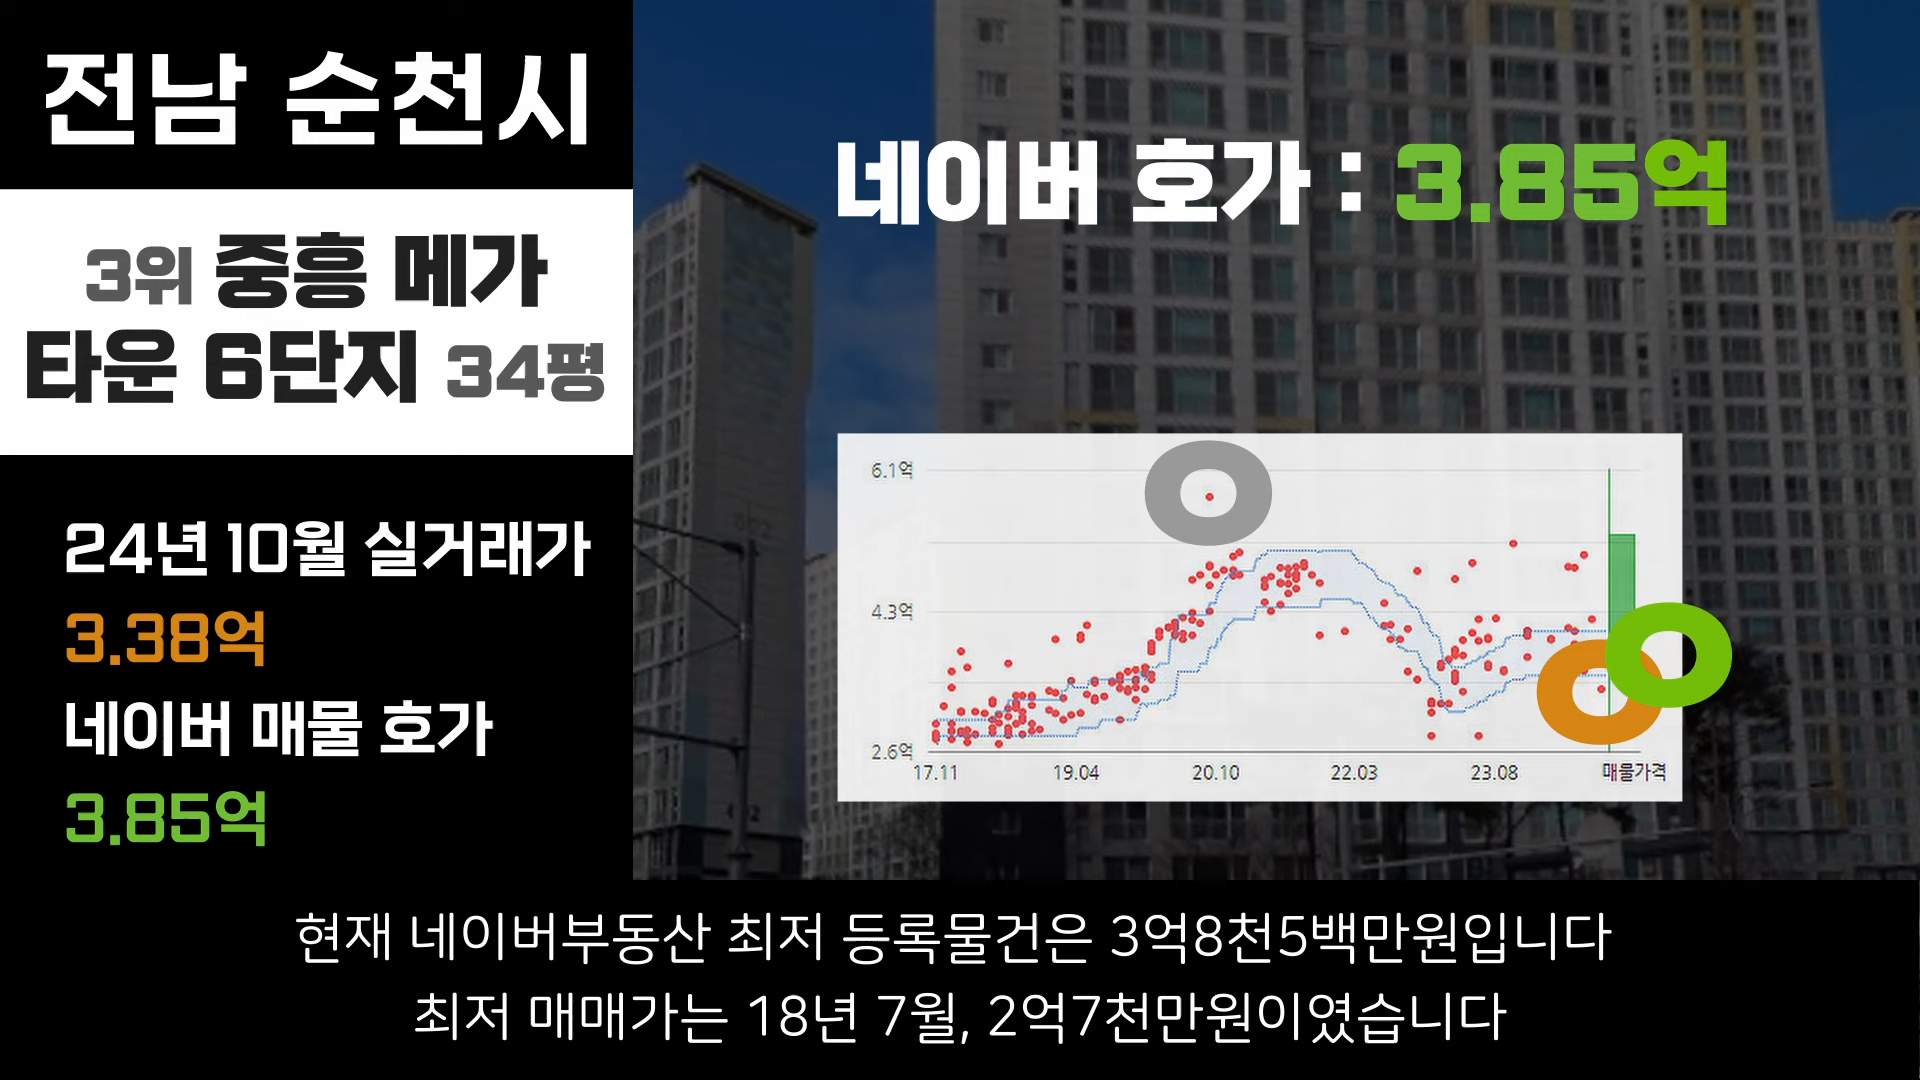 전남 순천시
3위 중흥 메가
타운 6단지 34평
24년 10월 실거래가
3.38억
네이버 매물 호가
3.85억
네이버 호가 : 3.85억
6.1억
4.3억
2.6억
17.11 19.04 20.10 22.03 23.08 매물가격
현재 네이버부동산 최저 등록물건은 3억8천5백만원입니다
최저 매매가는 18년 7월, 2억7천만원이였습니다